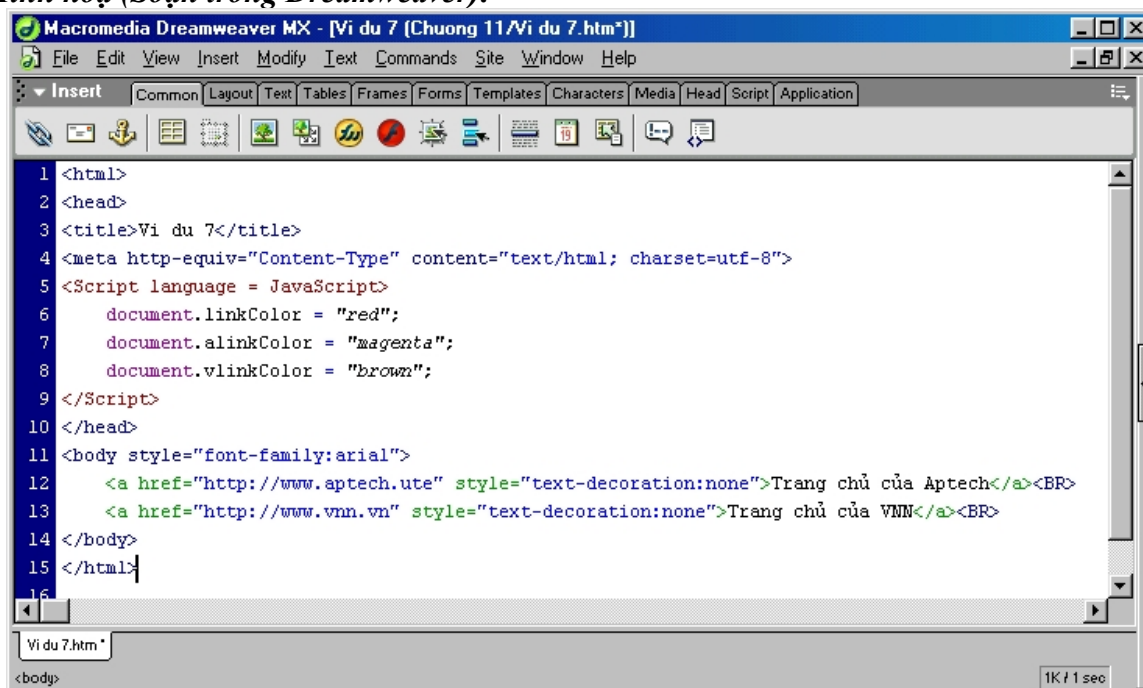 (Soạn trong Dreamweaver).
Macromedia Dreamweaver MX - [Vi du 7 (Chuong 11/Vi du 7.htm*)]
File Edit View Insert Modify Text Commands Site Window Help
Insert Common Layout Text Tables Frames Forms Templates Characters Media Head Script Application
19
1 <html>
2 <head>
3 <title>Vi du 7</title>
4 <meta http-equiv="Content-Type" content="text/html; charset=utf-8">
5 <Script language = JavaScript>
6 document.linkColor = "red";
7 document.alinkColor = "magenta";
8 document.vlinkColor = "brown";
9 </Script>
10 </head>
11 <body style="font-family:arial">
12 <a href="http://www.aptech.ute" style="text-decoration:none">Trang chủ của Aptech</a><BR>
13 <a href="http://www.vnn.vn" style="text-decoration:none">Trang chủ của VNN</a><BR>
14 </body>
15 </html>
16
Vi du 7.htm*
<body> 1K / 1 sec